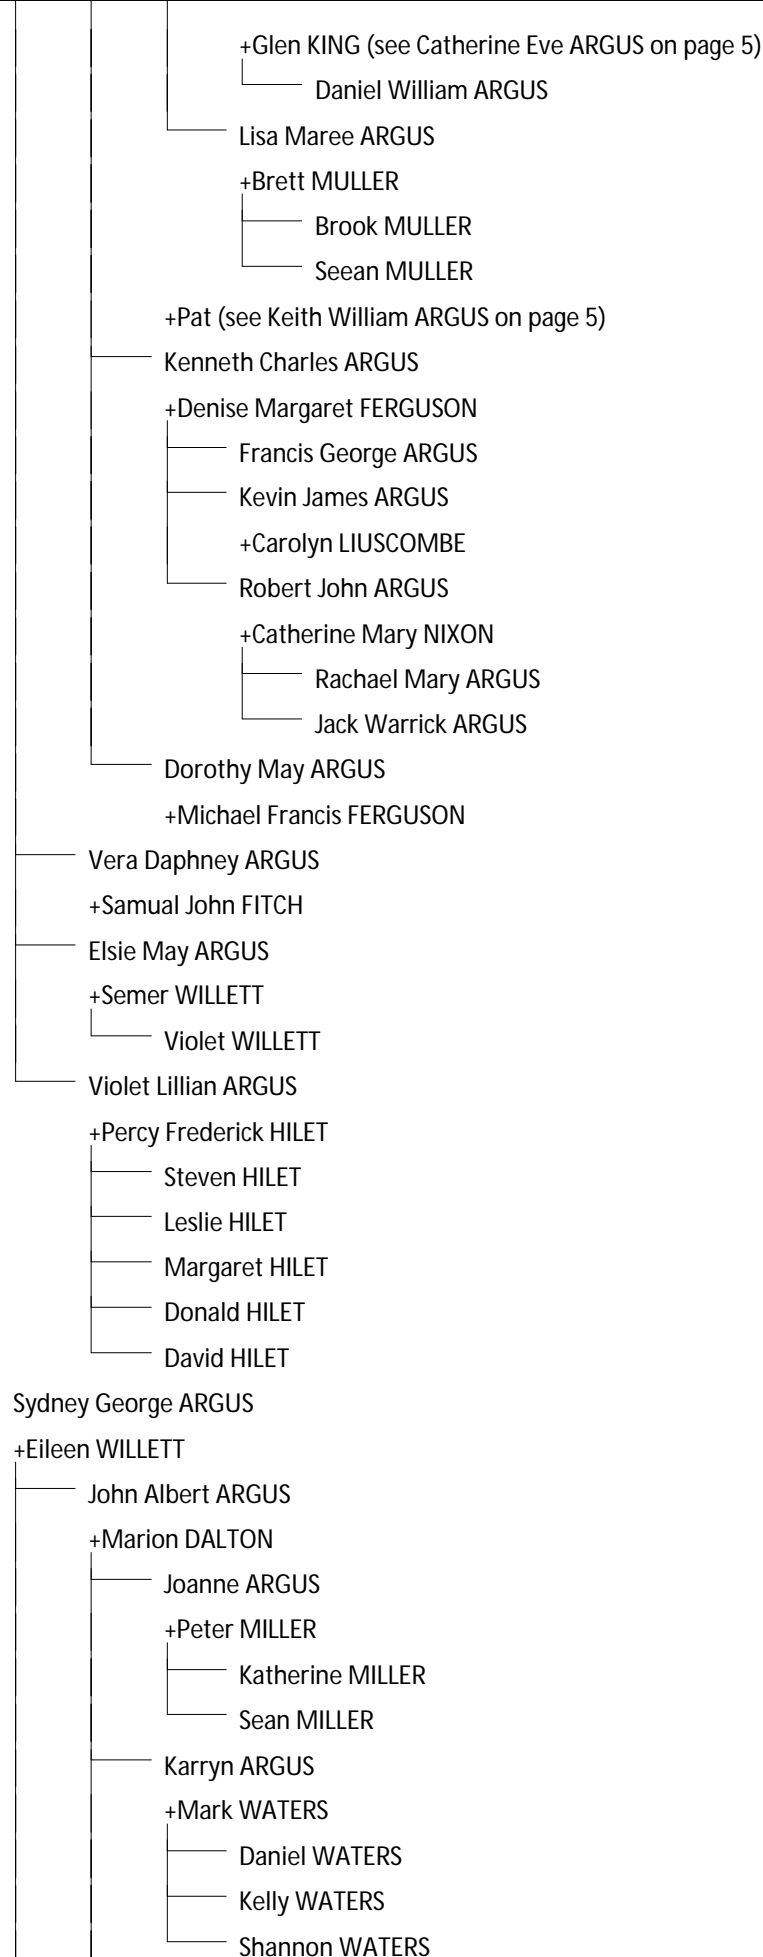 +Glen KING (see Catherine Eve ARGUS on page 5)
Daniel William ARGUS
Lisa Maree ARGUS
+Brett MULLER
Brook MULLER
Seean MULLER
+Pat (see Keith William ARGUS on page 5)
Kenneth Charles ARGUS
+Denise Margaret FERGUSON
Francis George ARGUS
Kevin James ARGUS
+Carolyn LIUSCOMBE
Robert John ARGUS
+Catherine Mary NIXON
Rachael Mary ARGUS
Jack Warrick ARGUS
Dorothy May ARGUS
+Michael Francis FERGUSON
Vera Daphney ARGUS
+Samual John FITCH
Elsie May ARGUS
+Semer WILLETT
Violet WILLETT
Violet Lillian ARGUS
+Percy Frederick HILET
Steven HILET
Leslie HILET
Margaret HILET
Donald HILET
David HILET
Sydney George ARGUS
+Eileen WILLETT
John Albert ARGUS
+Marion DALTON
Joanne ARGUS
+Peter MILLER
Katherine MILLER
Sean MILLER
Karryn ARGUS
+Mark WATERS
Daniel WATERS
Kelly WATERS
Shannon WATERS